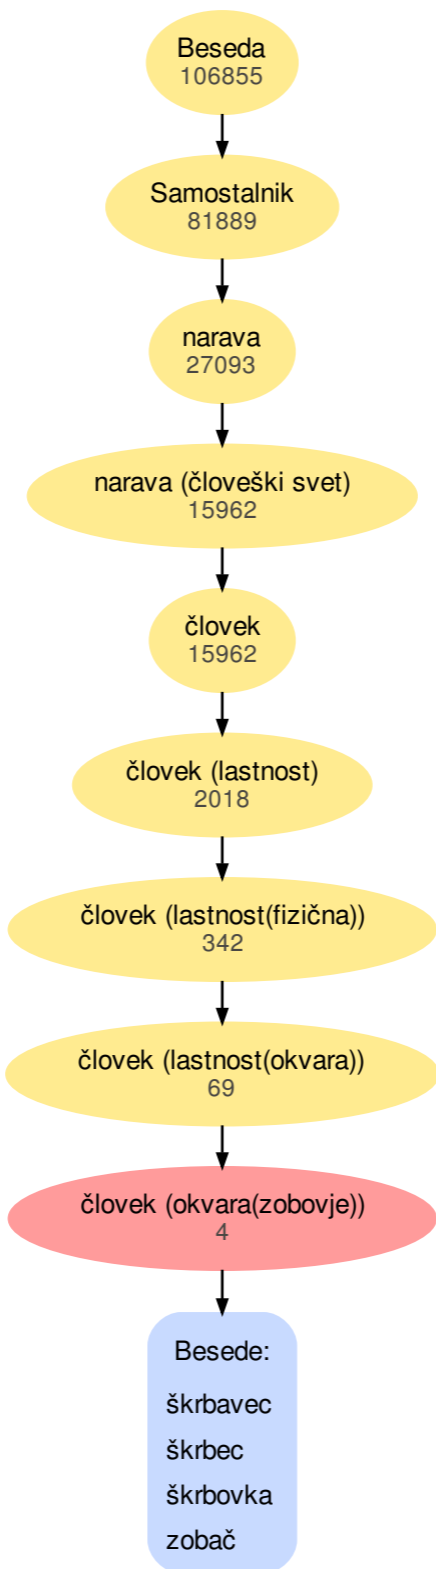 Beseda
106855
Samostalnik
81889
narava
27093
narava (človeški svet)
15962
človek
15962
človek (lastnost)
2018
človek (lastnost(fizična))
342
človek (lastnost(okvara))
69
človek (okvara(zobovje))
4
Besede:
škrbavec
škrbec
škrbovka
zobač